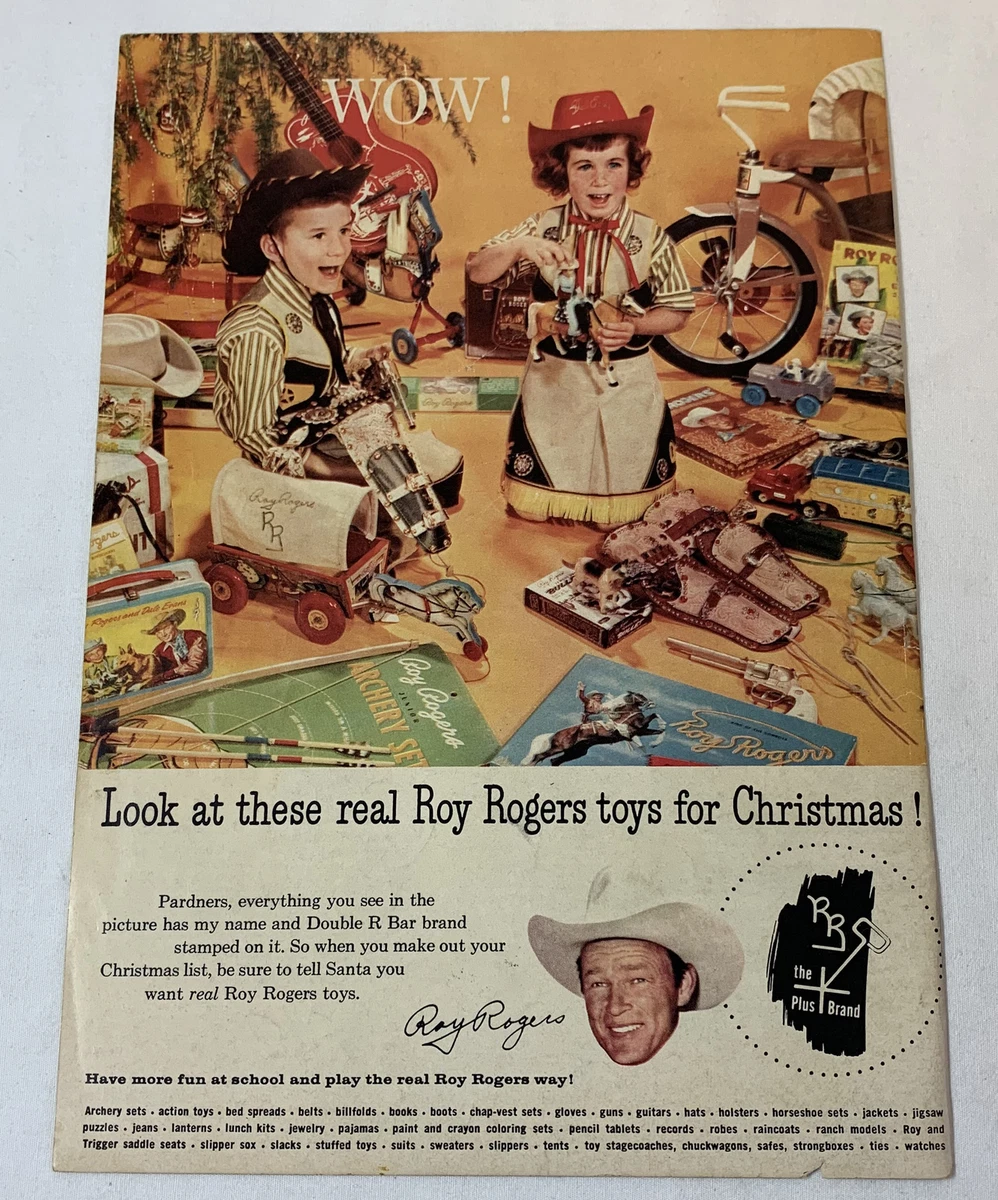 WOW!
ROY RO
Roy Rogers
Roy Rogers
RR
Rogers and Dale Evans
Roy Rogers
JUNIOR
ARCHERY SET
Roy Rogers
Look at these real Roy Rogers toys for Christmas !
Pardners, everything you see in the
picture has my name and Double R Bar brand
stamped on it. So when you make out your
Christmas list, be sure to tell Santa you
want real Roy Rogers toys.
Roy Rogers
RR
the
Plus Brand
Have more fun at school and play the real Roy Rogers way!
Archery sets • action toys • bed spreads • belts • billfolds • books • boots • chap-vest sets • gloves • guns • guitars • hats • holsters • horseshoe sets • jackets • jigsaw
puzzles • jeans • lanterns • lunch kits • jewelry • pajamas • paint and crayon coloring sets • pencil tablets • records • robes • raincoats • ranch models • Roy and
Trigger saddle seats • slipper sox • slacks • stuffed toys • suits • sweaters • slippers • tents • toy stagecoaches, chuckwagons, safes, strongboxes • ties • watches